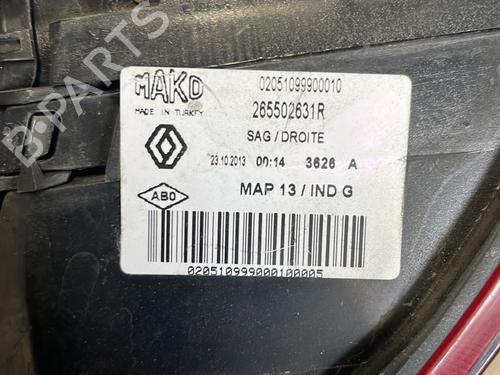 MAKO
02051099900010
MADE IN TURKEY
265502631R
SAG / DROITE
23.10.2013 00:14 3626 A
ABO
MAP 13 / IND G
020510999000100005